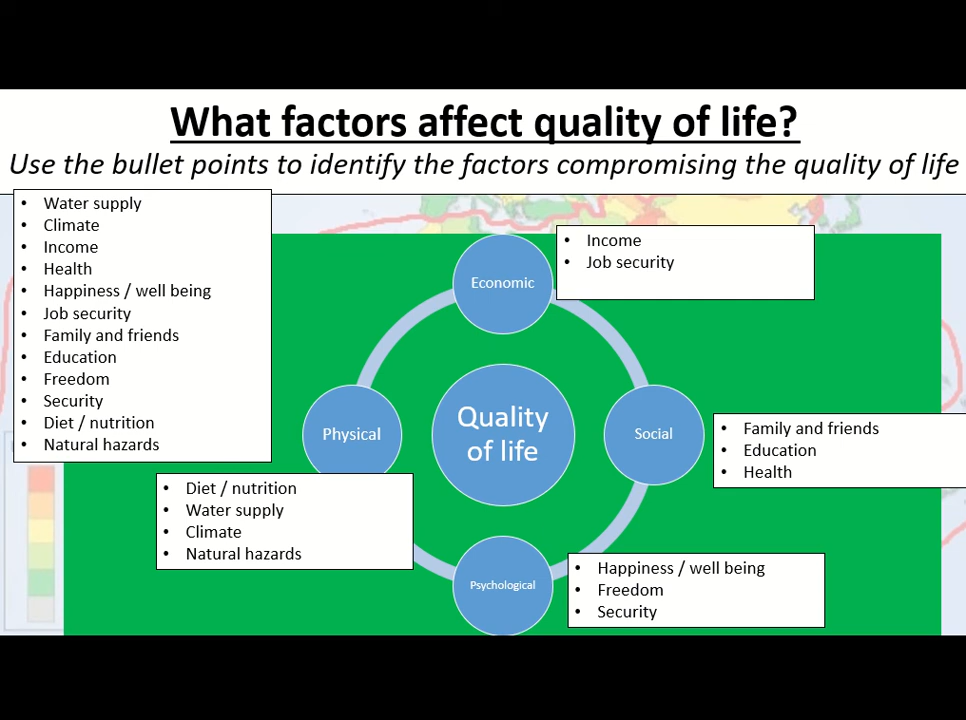 What factors affect quality of life?
Use the bullet points to identify the factors compromising the quality of life
• Water supply
• Climate
• Income
• Health
• Happiness / well being
• Job security
• Family and friends
• Education
• Freedom
• Security
• Diet / nutrition
• Natural hazards
Economic
• Income
• Job security
Physical
Quality
of life
Social
• Family and friends
• Education
• Health
• Diet / nutrition
• Water supply
• Climate
• Natural hazards
Psychological
• Happiness / well being
• Freedom
• Security